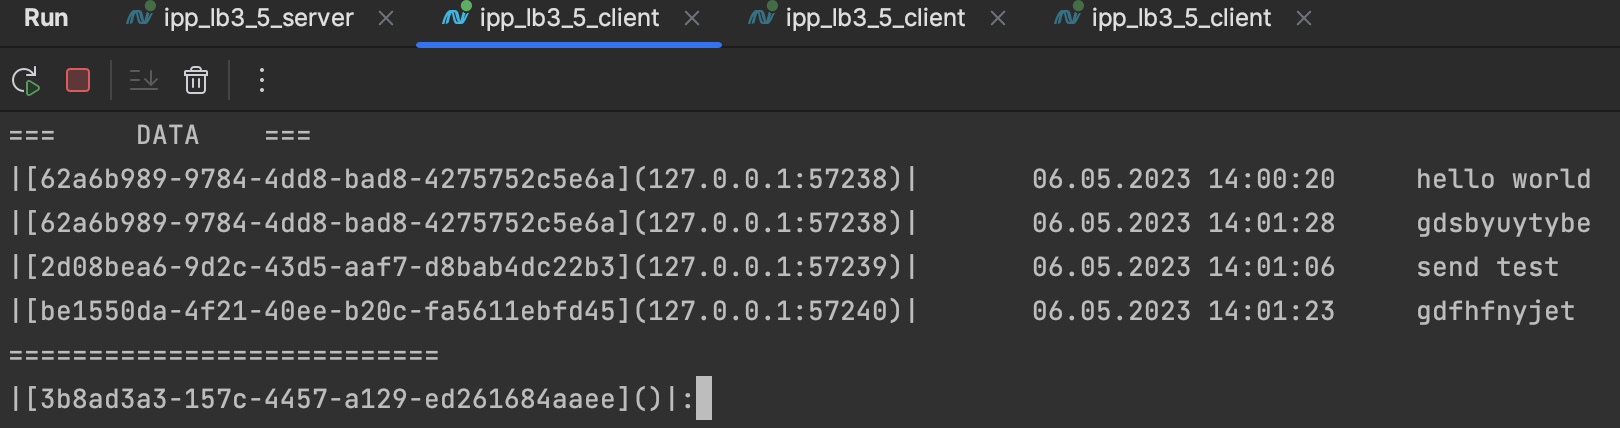 Run ipp_lb3_5_server ipp_lb3_5_client ipp_lb3_5_client ipp_lb3_5_client
=== DATA ===
|[62a6b989-9784-4dd8-bad8-4275752c5e6a](127.0.0.1:57238)| 06.05.2023 14:00:20 hello world
|[62a6b989-9784-4dd8-bad8-4275752c5e6a](127.0.0.1:57238)| 06.05.2023 14:01:28 gdsbyuytybe
|[2d08bea6-9d2c-43d5-aaf7-d8bab4dc22b3](127.0.0.1:57239)| 06.05.2023 14:01:06 send test
|[be1550da-4f21-40ee-b20c-fa5611ebfd45](127.0.0.1:57240)| 06.05.2023 14:01:23 gdfhfnyjet
===========================
|[3b8ad3a3-157c-4457-a129-ed261684aaee]()|: